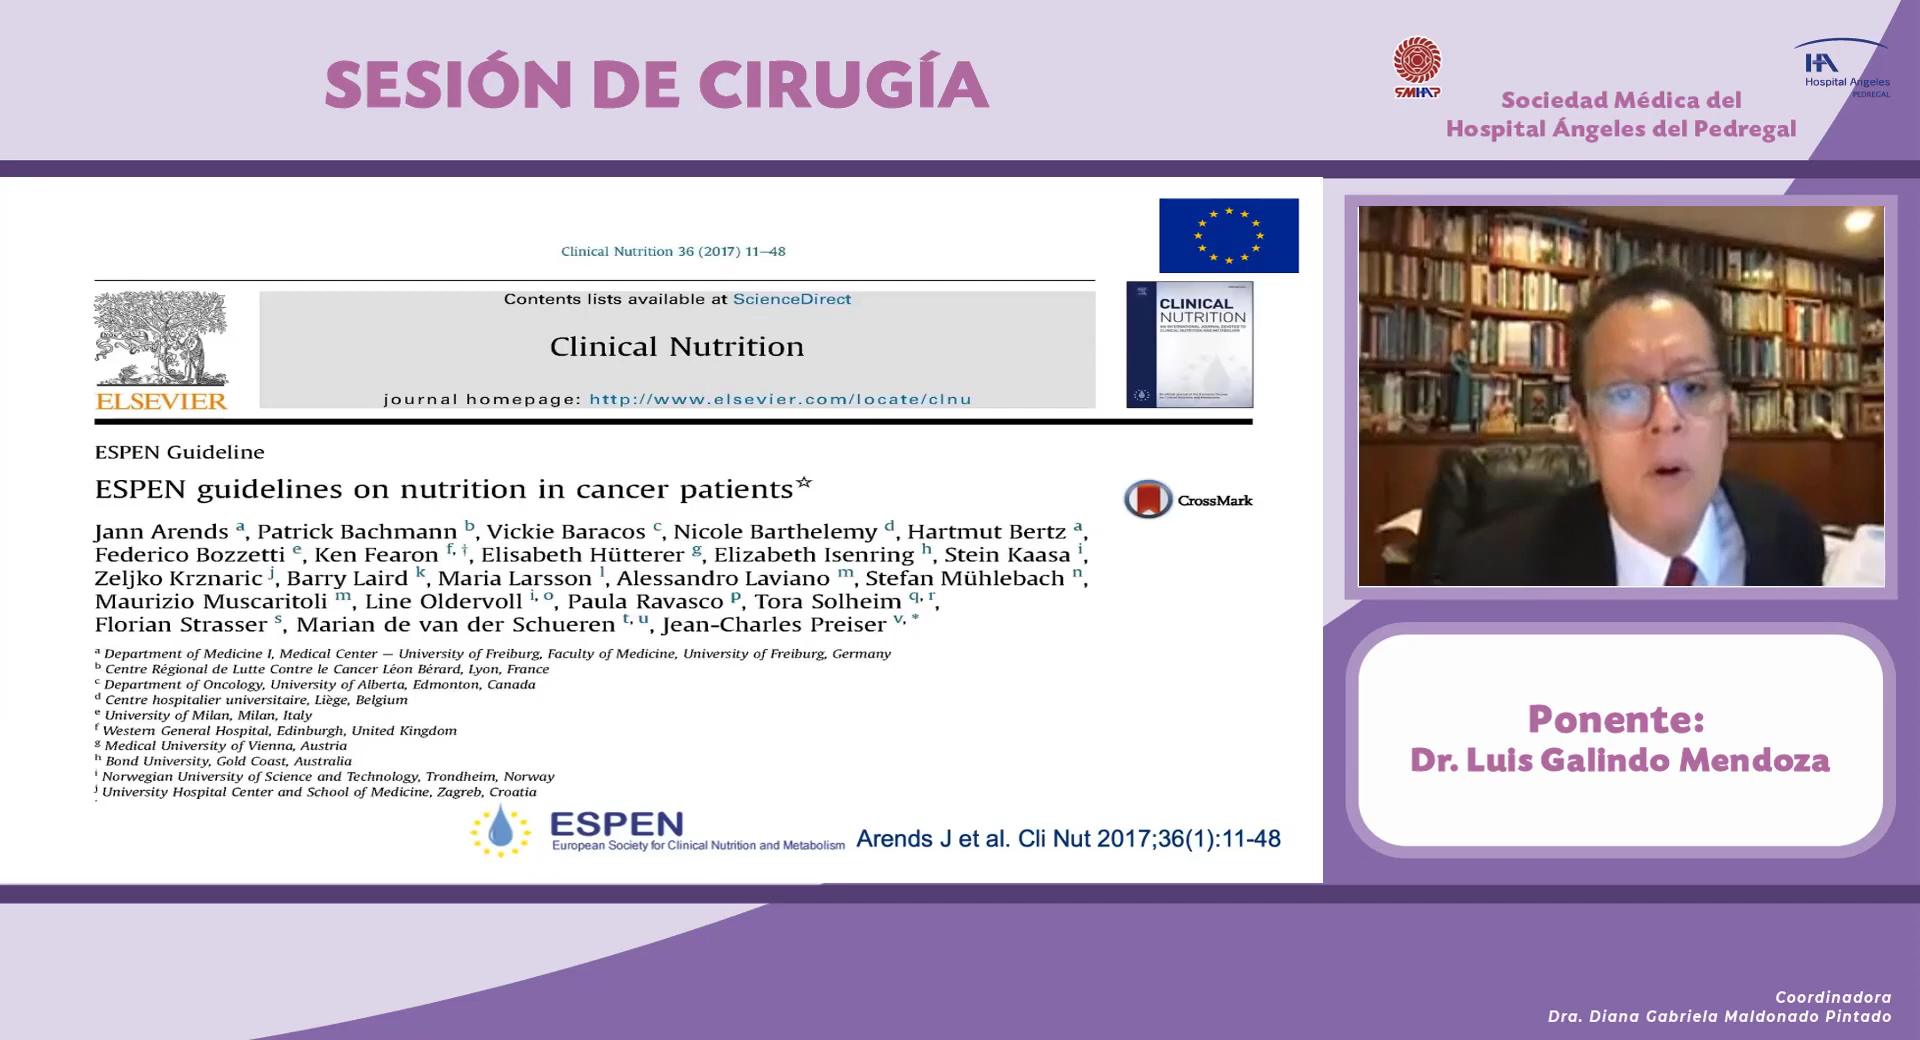 SESIÓN DE CIRUGÍA
SMHAP
Sociedad Médica del
Hospital Ángeles del Pedregal
HA
Hospital Angeles
PEDREGAL
Clinical Nutrition 36 (2017) 11–48
Contents lists available at ScienceDirect
Clinical Nutrition
journal homepage: http://www.elsevier.com/locate/clnu
ELSEVIER
CLINICAL
NUTRITION
ESPEN Guideline
ESPEN guidelines on nutrition in cancer patients☆
CrossMark
Jann Arends a, Patrick Bachmann b, Vickie Baracos c, Nicole Barthelemy d, Hartmut Bertz a,
Federico Bozzetti e, Ken Fearon f, †, Elisabeth Hütterer g, Elizabeth Isenring h, Stein Kaasa i,
Zeljko Krznaric j, Barry Laird k, Maria Larsson l, Alessandro Laviano m, Stefan Mühlebach n,
Maurizio Muscaritoli m, Line Oldervoll i, o, Paula Ravasco p, Tora Solheim q, r,
Florian Strasser s, Marian de van der Schueren t, u, Jean-Charles Preiser v, *
a Department of Medicine I, Medical Center – University of Freiburg, Faculty of Medicine, University of Freiburg, Germany
b Centre Régional de Lutte Contre le Cancer Léon Bérard, Lyon, France
c Department of Oncology, University of Alberta, Edmonton, Canada
d Centre hospitalier universitaire, Liège, Belgium
e University of Milan, Milan, Italy
f Western General Hospital, Edinburgh, United Kingdom
g Medical University of Vienna, Austria
h Bond University, Gold Coast, Australia
i Norwegian University of Science and Technology, Trondheim, Norway
j University Hospital Center and School of Medicine, Zagreb, Croatia
ESPEN
European Society for Clinical Nutrition and Metabolism
Arends J et al. Cli Nut 2017;36(1):11-48
Ponente:
Dr. Luis Galindo Mendoza
Coordinadora
Dra. Diana Gabriela Maldonado Pintado